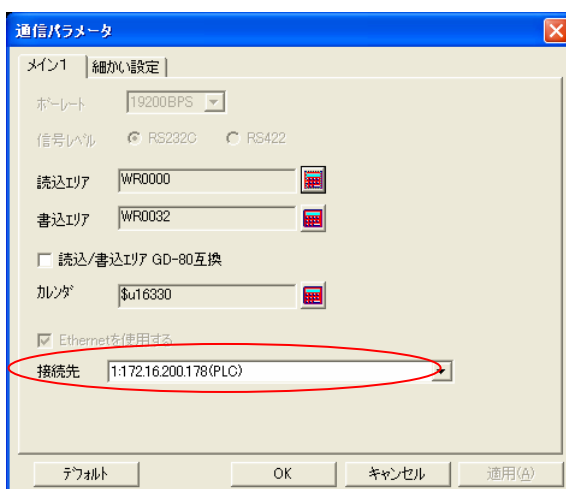 通信パラメータ
メイン1 細かい設定
ボーレート 19200BPS
信号レベル RS232C RS422
読込エリア WR0000
書込エリア WR0032
読込/書込エリア GD-80互換
カレンダ $u16330
Ethernetを使用する
接続先 1:172.16.200.178(PLC)
デフォルト OK キャンセル 適用(A)